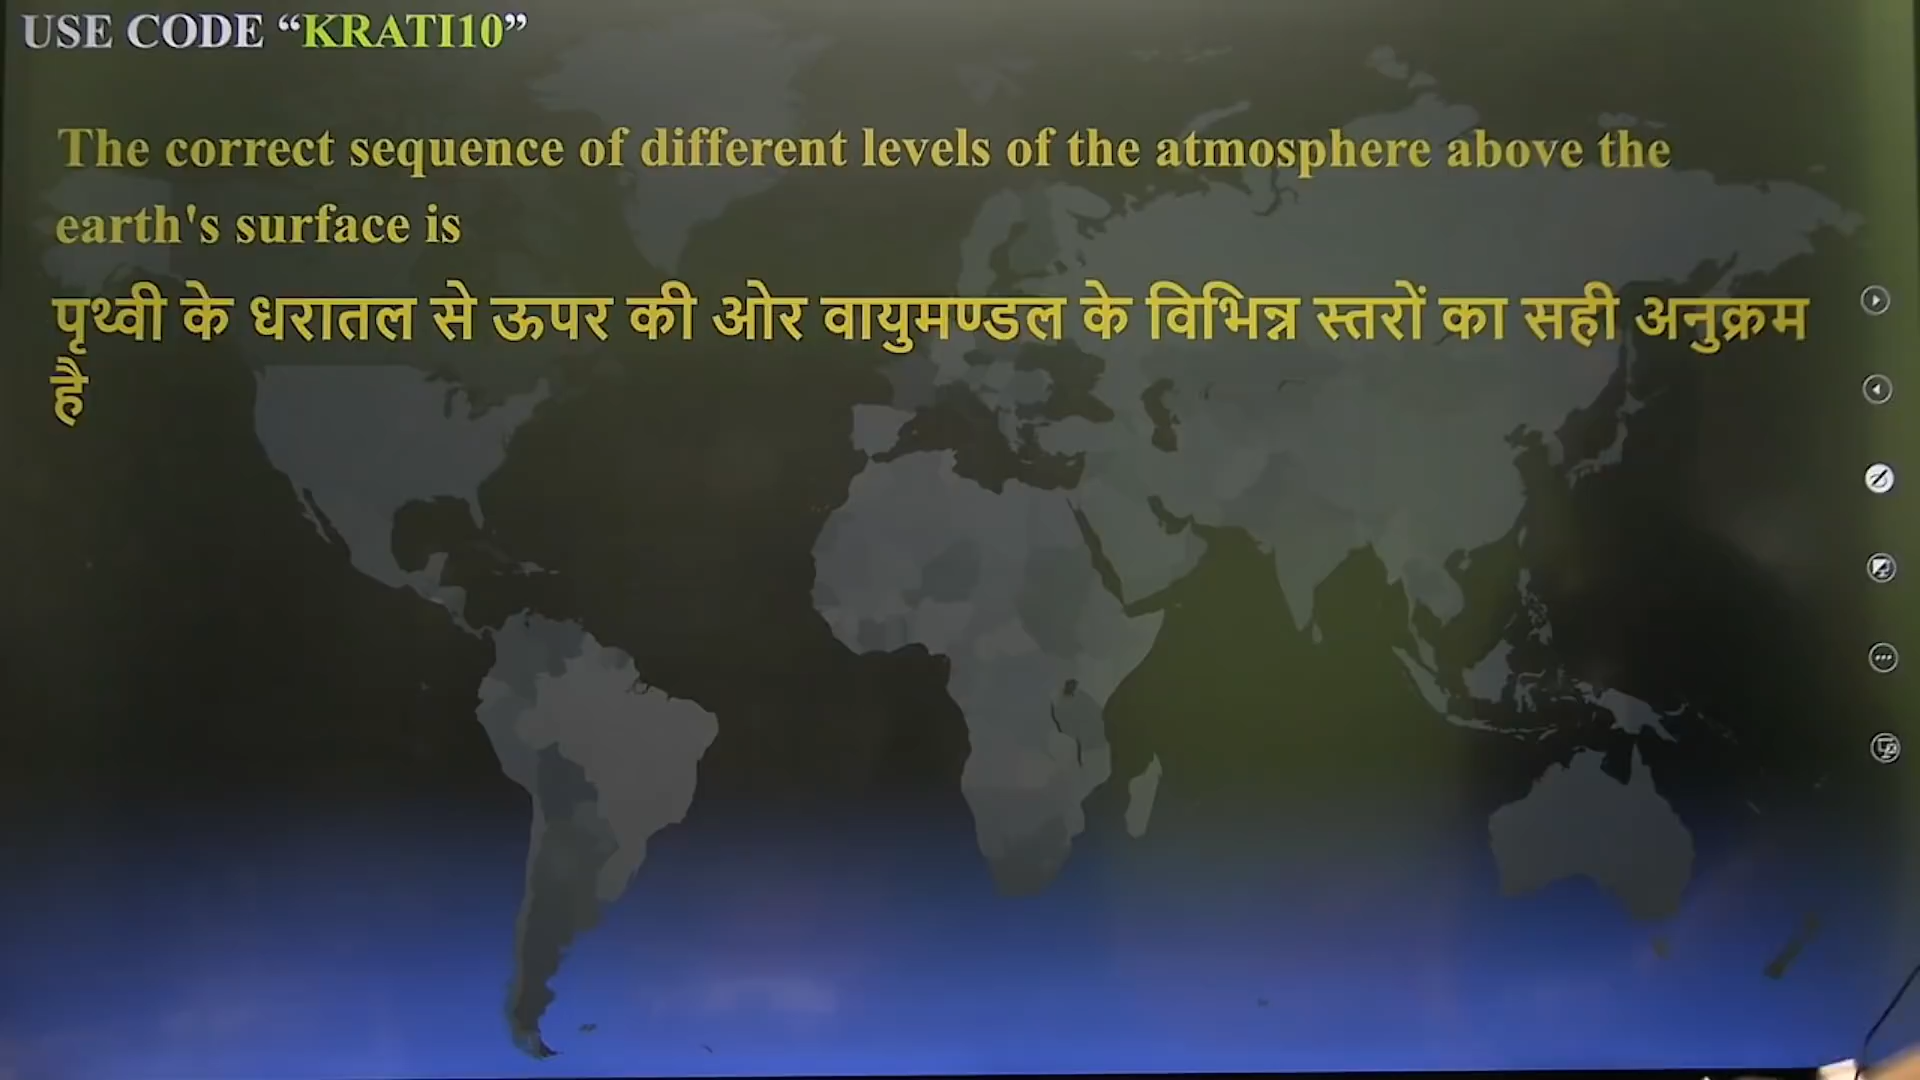 USE CODE “KRATI10”
The correct sequence of different levels of the atmosphere above the
earth's surface is
पृथ्वी के धरातल से ऊपर की ओर वायुमण्डल के विभिन्न स्तरों का सही अनुक्रम
है